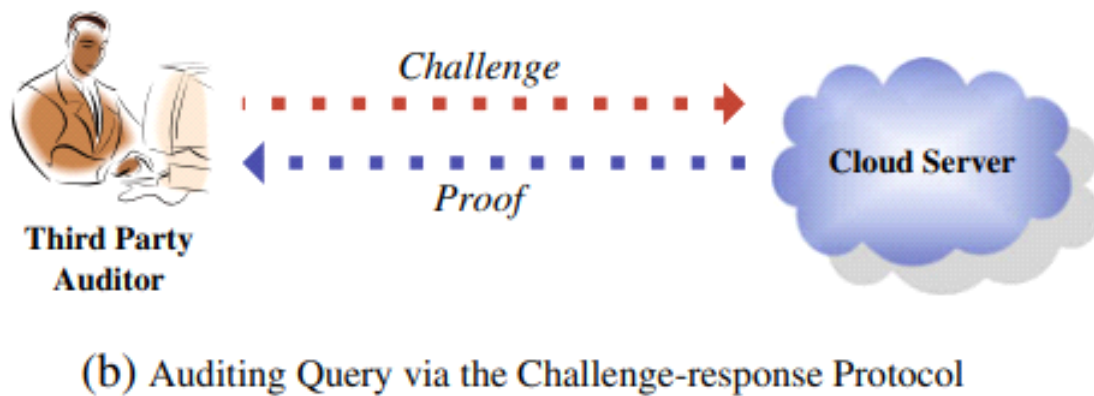 Challenge
Cloud Server
Proof
Third Party
Auditor
(b) Auditing Query via the Challenge-response Protocol